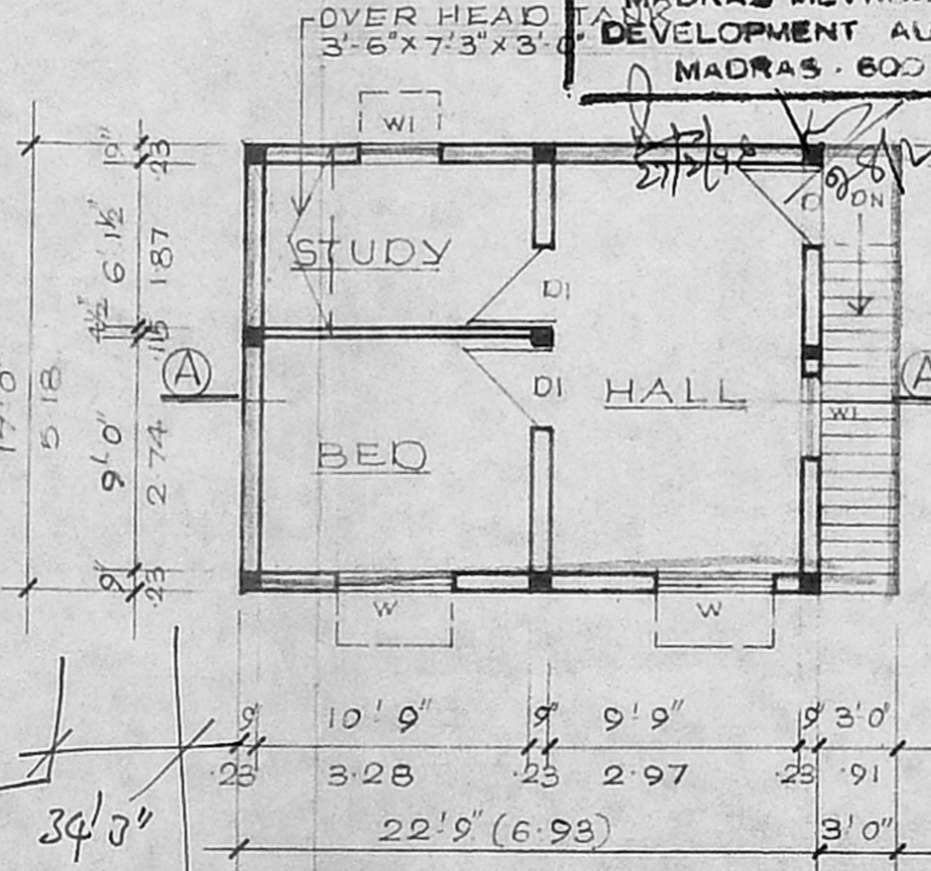 OVER HEAD TANK
3'-6"x7'3"x3'-0"
DEVELOPMENT AU
MADRAS. 600
W1
DN
STUDY
D1
D1
HALL
BED
A
A
W1
W
W
9"
.23
6'1½"
1.87
4½"
.115
9'0"
2.74
9"
.23
5.18
9" 10'9" 9" 9'9" 9" 3'0"
.23 3.28 .23 2.97 .23 .91
34'3"
22'9" (6.93) 3'0"